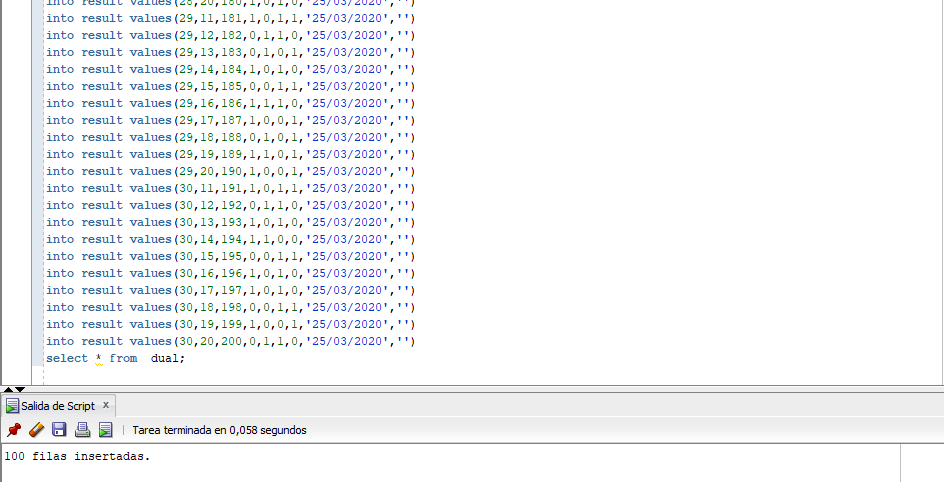 into result values(28,20,180,1,0,1,0,'25/03/2020','')
into result values(29,11,181,1,0,1,1,'25/03/2020','')
into result values(29,12,182,0,1,1,0,'25/03/2020','')
into result values(29,13,183,0,1,0,1,'25/03/2020','')
into result values(29,14,184,1,0,1,0,'25/03/2020','')
into result values(29,15,185,0,0,1,1,'25/03/2020','')
into result values(29,16,186,1,1,1,0,'25/03/2020','')
into result values(29,17,187,1,0,0,1,'25/03/2020','')
into result values(29,18,188,0,1,0,1,'25/03/2020','')
into result values(29,19,189,1,1,0,1,'25/03/2020','')
into result values(29,20,190,1,0,0,1,'25/03/2020','')
into result values(30,11,191,1,0,1,1,'25/03/2020','')
into result values(30,12,192,0,1,1,0,'25/03/2020','')
into result values(30,13,193,1,0,1,0,'25/03/2020','')
into result values(30,14,194,1,1,0,0,'25/03/2020','')
into result values(30,15,195,0,0,1,1,'25/03/2020','')
into result values(30,16,196,1,0,1,0,'25/03/2020','')
into result values(30,17,197,1,0,1,0,'25/03/2020','')
into result values(30,18,198,0,0,1,1,'25/03/2020','')
into result values(30,19,199,1,0,0,1,'25/03/2020','')
into result values(30,20,200,0,1,1,0,'25/03/2020','')
select * from  dual;
Salida de Script x
Tarea terminada en 0,058 segundos
100 filas insertadas.